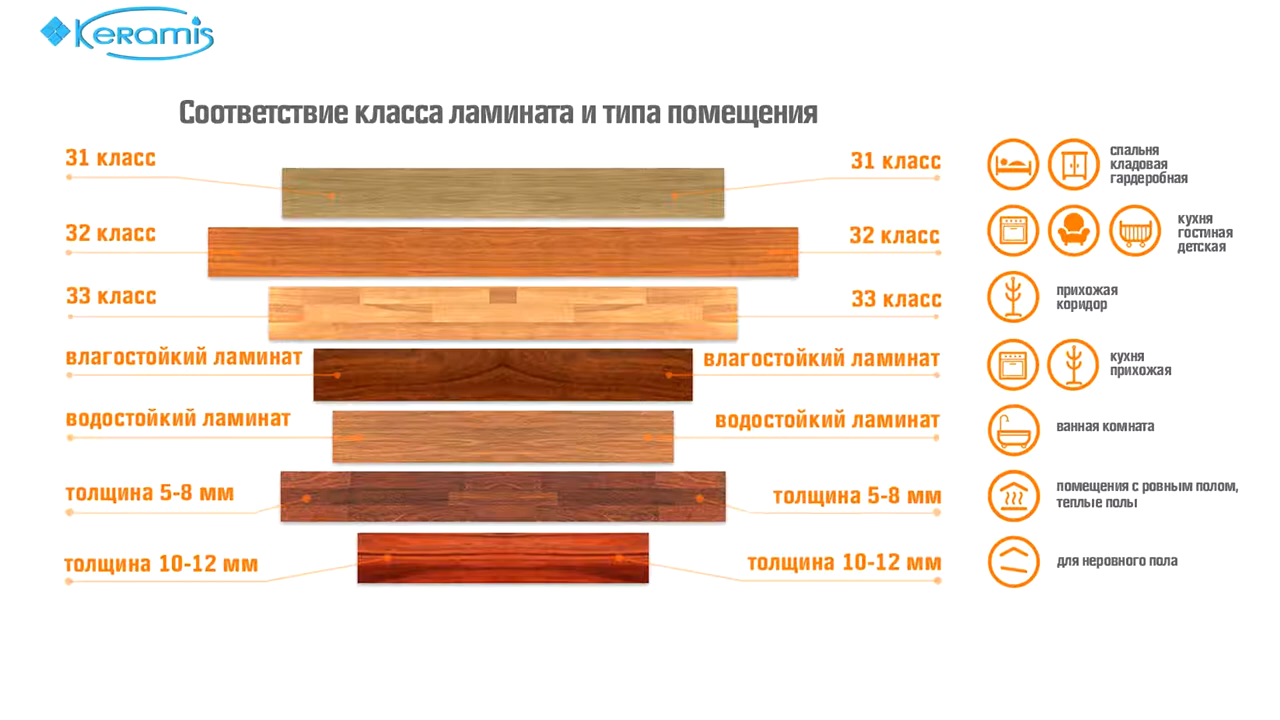 Keramis
Соответствие класса ламината и типа помещения
31 класс
31 класс
спальня
кладовая
гардеробная
32 класс
32 класс
кухня
гостиная
детская
33 класс
33 класс
прихожая
коридор
влагостойкий ламинат
влагостойкий ламинат
кухня
прихожая
водостойкий ламинат
водостойкий ламинат
ванная комната
толщина 5-8 мм
толщина 5-8 мм
помещения с ровным полом,
теплые полы
толщина 10-12 мм
толщина 10-12 мм
для неровного пола